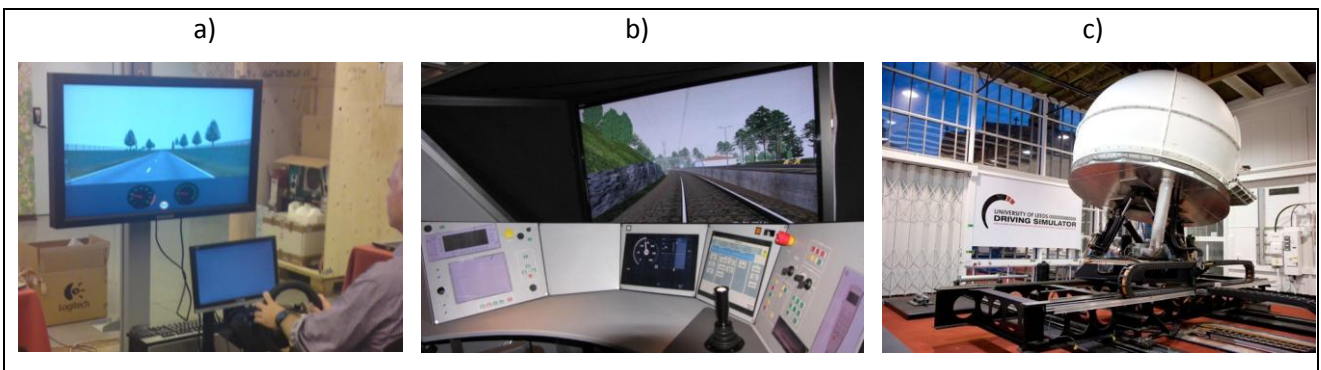 a)
b)
c)
Logitech
UNIVERSITY OF LEEDS
DRIVING SIMULATOR